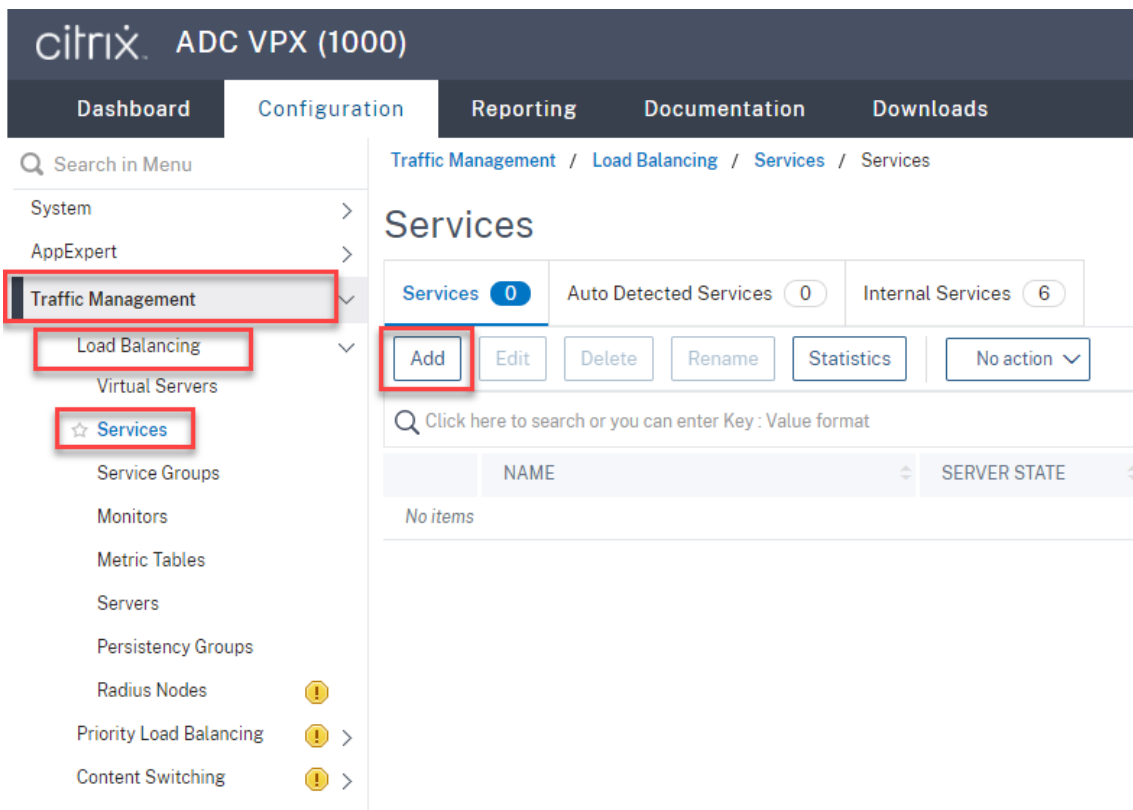 citrix. ADC VPX (1000)
Dashboard Configuration Reporting Documentation Downloads
Search in Menu
System
AppExpert
Traffic Management
Load Balancing
Virtual Servers
Services
Service Groups
Monitors
Metric Tables
Servers
Persistency Groups
Radius Nodes
Priority Load Balancing
Content Switching
Traffic Management / Load Balancing / Services / Services
Services
Services 0 Auto Detected Services 0 Internal Services 6
Add Edit Delete Rename Statistics No action
Click here to search or you can enter Key : Value format
NAME SERVER STATE
No items